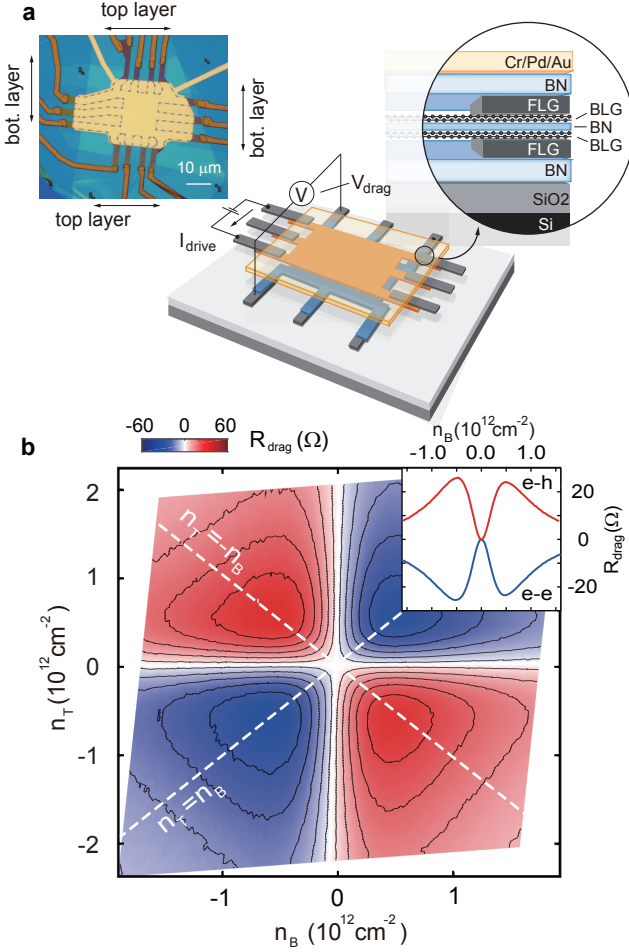 a
top layer
bot. layer
bot. layer
10 μm
top layer
Cr/Pd/Au
BN
FLG
BLG
BN
BLG
FLG
BN
SiO2
Si
V
V_drag
I_drive
b
-60 0 60
R_drag (Ω)
n_B (10^12 cm^-2)
-1.0 0.0 1.0
e-h
e-e
20
0
-20
R_drag (Ω)
n_T=-n_B
n_T=n_B
2
1
0
-1
-2
n_T (10^12 cm^-2)
-1 0 1
n_B (10^12 cm^-2)